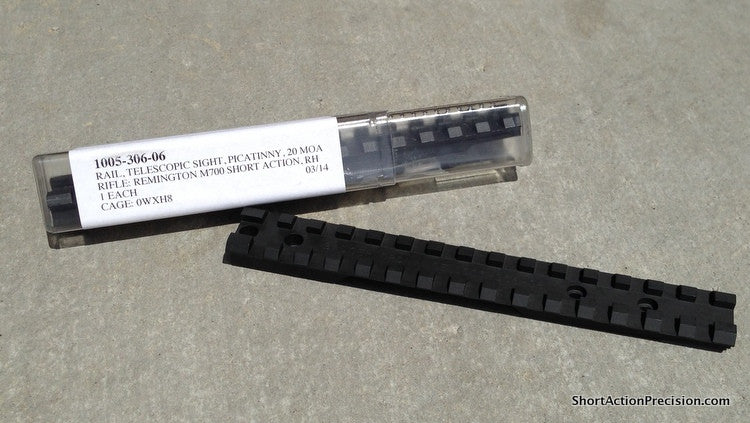 1005-306-06
RAIL, TELESCOPIC SIGHT, PICATINNY, 20 MOA
RIFLE: REMINGTON M700 SHORT ACTION, RH
1 EACH 03/14
CAGE: 0WXH8
ShortActionPrecision.com